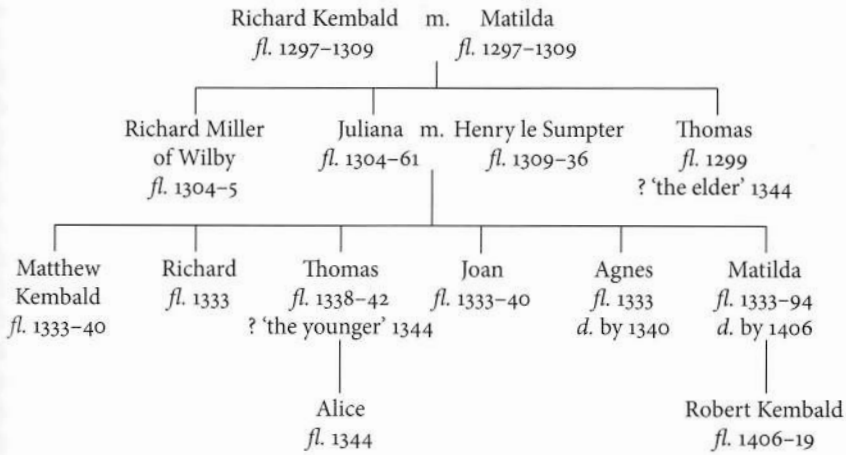 Richard Kembald m. Matilda
fl. 1297–1309 fl. 1297–1309
Richard Miller Juliana m. Henry le Sumpter Thomas
of Wilby fl. 1304–61 fl. 1309–36 fl. 1299
fl. 1304–5 ? ‘the elder’ 1344
Matthew Richard Thomas Joan Agnes Matilda
Kembald fl. 1333 fl. 1338–42 fl. 1333–40 fl. 1333 fl. 1333–94
fl. 1333–40 ? ‘the younger’ 1344 d. by 1340 d. by 1406
Alice Robert Kembald
fl. 1344 fl. 1406–19